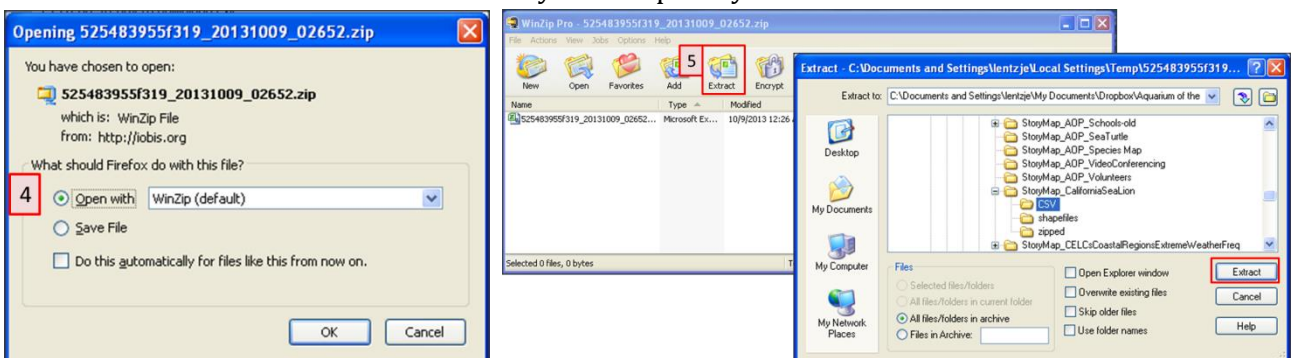 Opening 525483955f319_20131009_02652.zip
You have chosen to open:
525483955f319_20131009_02652.zip
which is: WinZip File
from: http://iobis.org
What should Firefox do with this file?
4
Open with WinZip (default)
Save File
Do this automatically for files like this from now on.
OK Cancel
WinZip Pro - 525483955f319_20131009_02652.zip
File Actions View Jobs Options Help
5
New Open Favorites Add Extract Encrypt
Name Type Modified
525483955f319_20131009_02652... Microsoft Ex... 10/9/2013 12:26
Selected 0 files, 0 bytes
Extract - C:\Documents and Settings\lentzje\Local Settings\Temp\525483955f319...
Extract to: C:\Documents and Settings\lentzje\My Documents\Dropbox\Aquarium of the
Desktop
My Documents
My Computer
My Network
Places
StoryMap_AOP_Schools-old
StoryMap_AOP_SeaTurtle
StoryMap_AOP_Species Map
StoryMap_AOP_VideoConferencing
StoryMap_AOP_Volunteers
StoryMap_CaliforniaSeaLion
CSV
shapefiles
zipped
StoryMap_CELCsCoastalRegionsExtremeWeatherFreq
Files
Selected files/folders
All files/folders in current folder
All files/folders in archive
Files in Archive:
Open Explorer window
Overwrite existing files
Skip older files
Use folder names
Extract
Cancel
Help